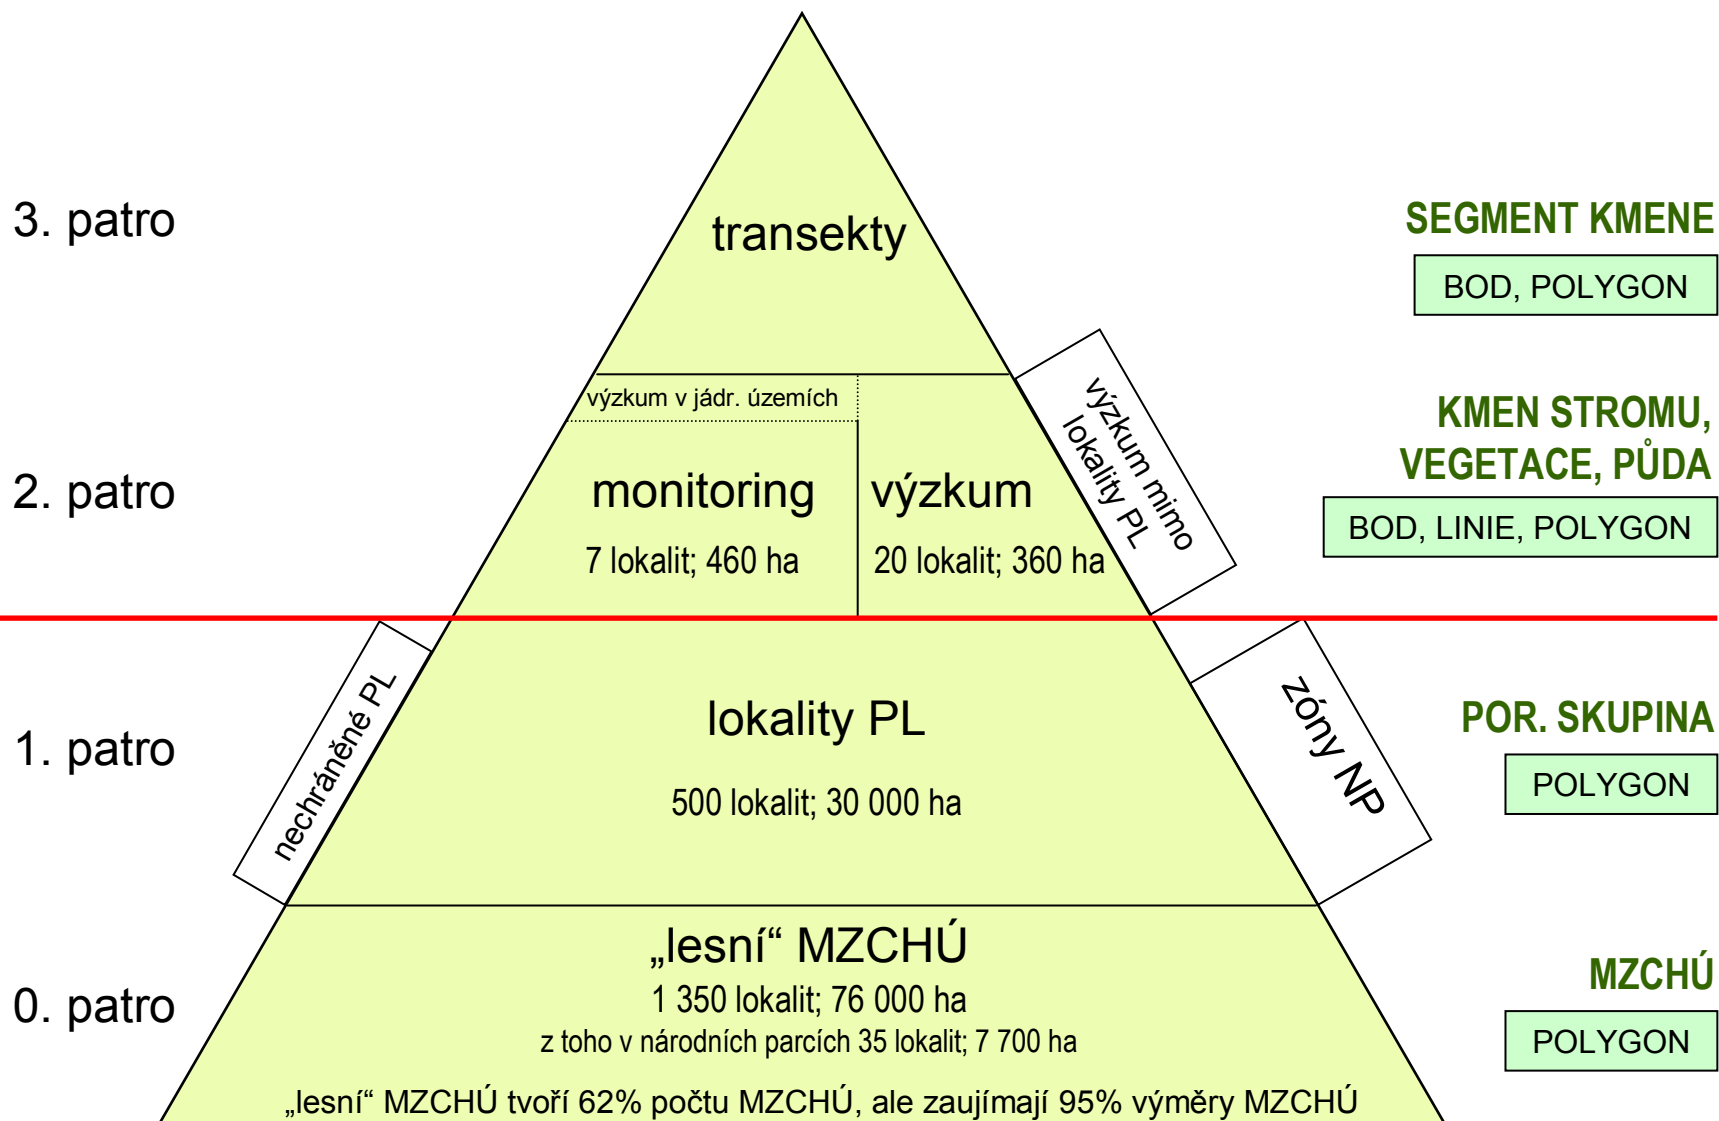 3. patro
transekty
SEGMENT KMENE
BOD, POLYGON
2. patro
výzkum v jádr. územích
monitoring
7 lokalit; 460 ha
výzkum
20 lokalit; 360 ha
výzkum mimo
lokality PL
KMEN STROMU,
VEGETACE, PŮDA
BOD, LINIE, POLYGON
1. patro
nechráněné PL
lokality PL
500 lokalit; 30 000 ha
zóny NP
POR. SKUPINA
POLYGON
0. patro
„lesní“ MZCHÚ
1 350 lokalit; 76 000 ha
z toho v národních parcích 35 lokalit; 7 700 ha
„lesní“ MZCHÚ tvoří 62% počtu MZCHÚ, ale zaujímají 95% výměry MZCHÚ
MZCHÚ
POLYGON